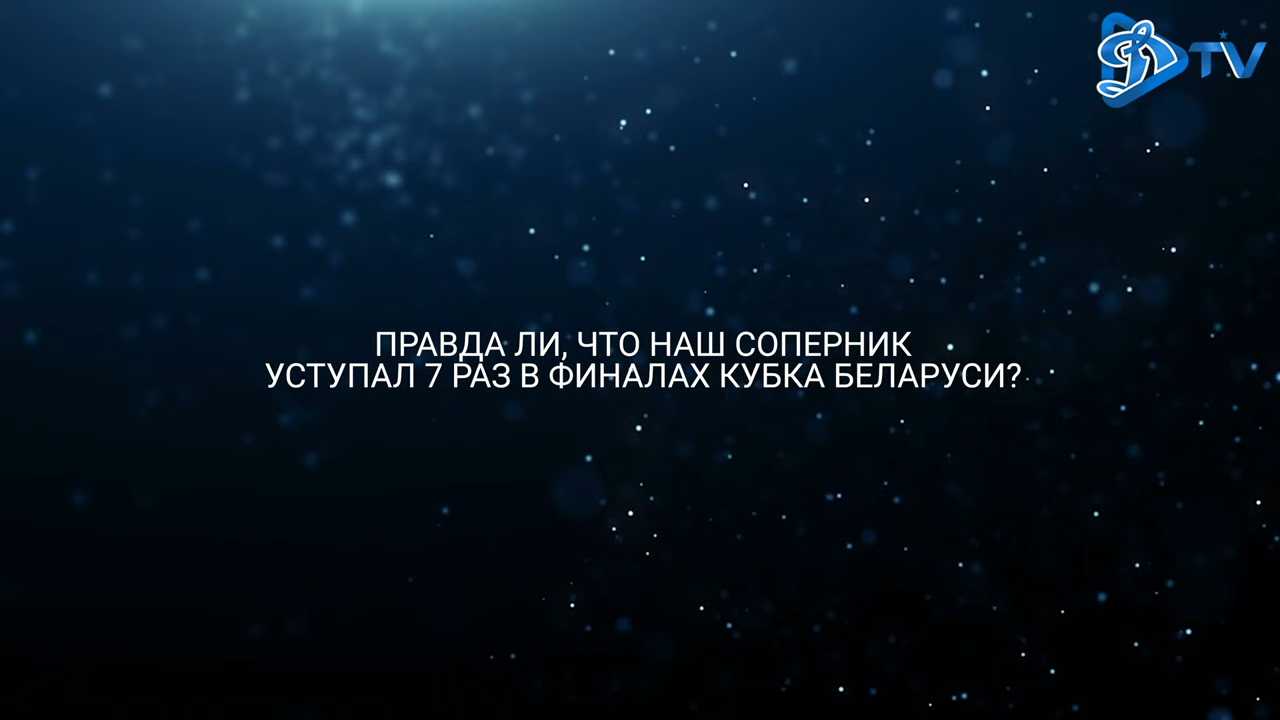 TV
ПРАВДА ЛИ, ЧТО НАШ СОПЕРНИК
УСТУПАЛ 7 РАЗ В ФИНАЛАХ КУБКА БЕЛАРУСИ?